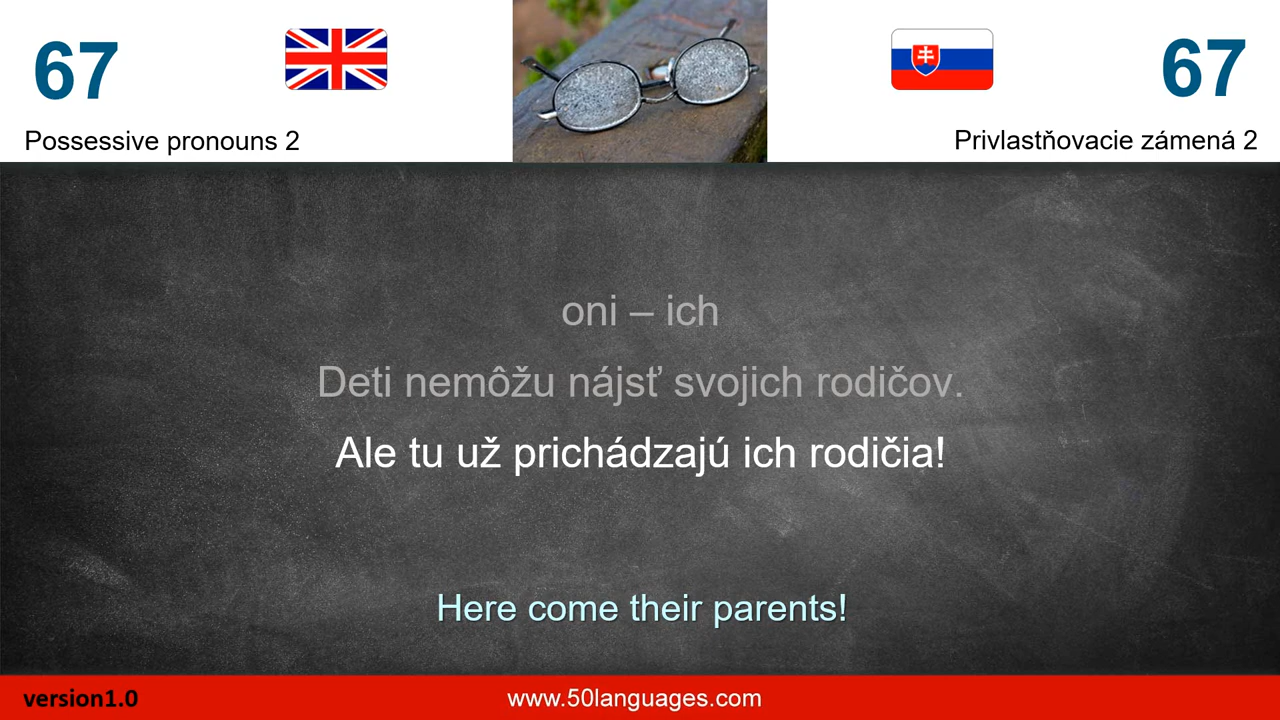 67
67
Possessive pronouns 2
Privlastňovacie zámená 2
oni – ich
Deti nemôžu nájsť svojich rodičov.
Ale tu už prichádzajú ich rodičia!
Here come their parents!
version1.0
www.50languages.com